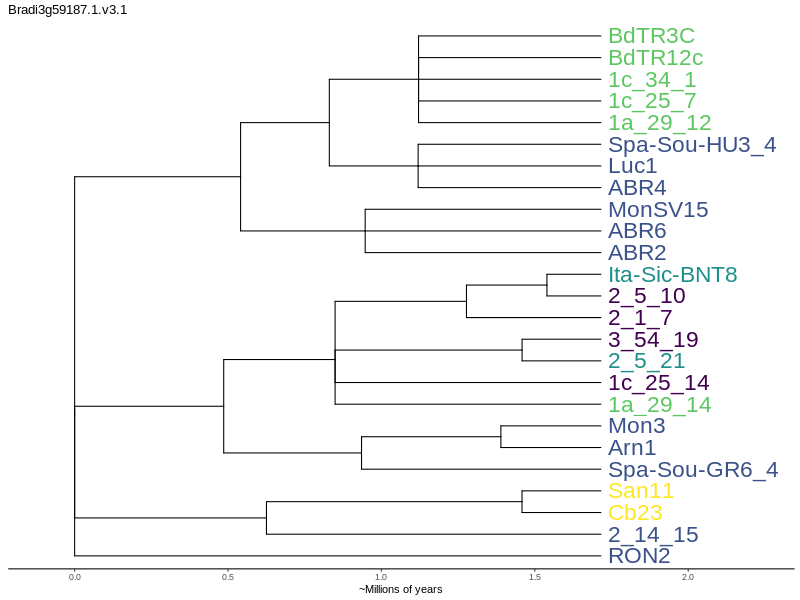 Bradi3g59187.1.v3.1
BdTR3C
BdTR12c
1c_34_1
1c_25_7
1a_29_12
Spa-Sou-HU3_4
Luc1
ABR4
MonSV15
ABR6
ABR2
Ita-Sic-BNT8
2_5_10
2_1_7
3_54_19
2_5_21
1c_25_14
1a_29_14
Mon3
Arn1
Spa-Sou-GR6_4
San11
Cb23
2_14_15
RON2
0.0 0.5 1.0 1.5 2.0
~Millions of years